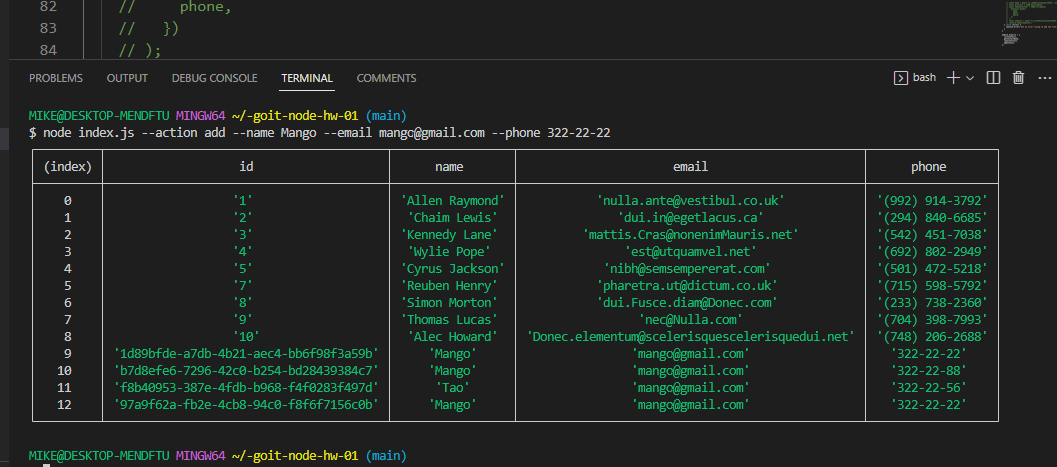 82 // phone,
83 // })
84 // );
PROBLEMS OUTPUT DEBUG CONSOLE TERMINAL COMMENTS bash
MIKE@DESKTOP-MENDFTU MINGW64 ~/-goit-node-hw-01 (main)
$ node index.js --action add --name Mango --email mango@gmail.com --phone 322-22-22
(index) id name email phone
0 '1' 'Allen Raymond' 'nulla.ante@vestibul.co.uk' '(992) 914-3792'
1 '2' 'Chaim Lewis' 'dui.in@egetlacus.ca' '(294) 840-6685'
2 '3' 'Kennedy Lane' 'mattis.Cras@nonenimMauris.net' '(542) 451-7038'
3 '4' 'Wylie Pope' 'est@utquamvel.net' '(692) 802-2949'
4 '5' 'Cyrus Jackson' 'nibh@semsempererat.com' '(501) 472-5218'
5 '7' 'Reuben Henry' 'pharetra.ut@dictum.co.uk' '(715) 598-5792'
6 '8' 'Simon Morton' 'dui.Fusce.diam@Donec.com' '(233) 738-2360'
7 '9' 'Thomas Lucas' 'nec@Nulla.com' '(704) 398-7993'
8 '10' 'Alec Howard' 'Donec.elementum@scelerisquescelerisquedui.net' '(748) 206-2688'
9 '1d89bfde-a7db-4b21-aec4-bb6f98f3a59b' 'Mango' 'mango@gmail.com' '322-22-22'
10 'b7d8efe6-7296-42c0-b254-bd28439384c7' 'Mango' 'mango@gmail.com' '322-22-88'
11 'f8b40953-387e-4fdb-b968-f4f0283f497d' 'Tao' 'mango@gmail.com' '322-22-56'
12 '97a9f62a-fb2e-4cb8-94c0-f8f6f7156c0b' 'Mango' 'mango@gmail.com' '322-22-22'
MIKE@DESKTOP-MENDFTU MINGW64 ~/-goit-node-hw-01 (main)